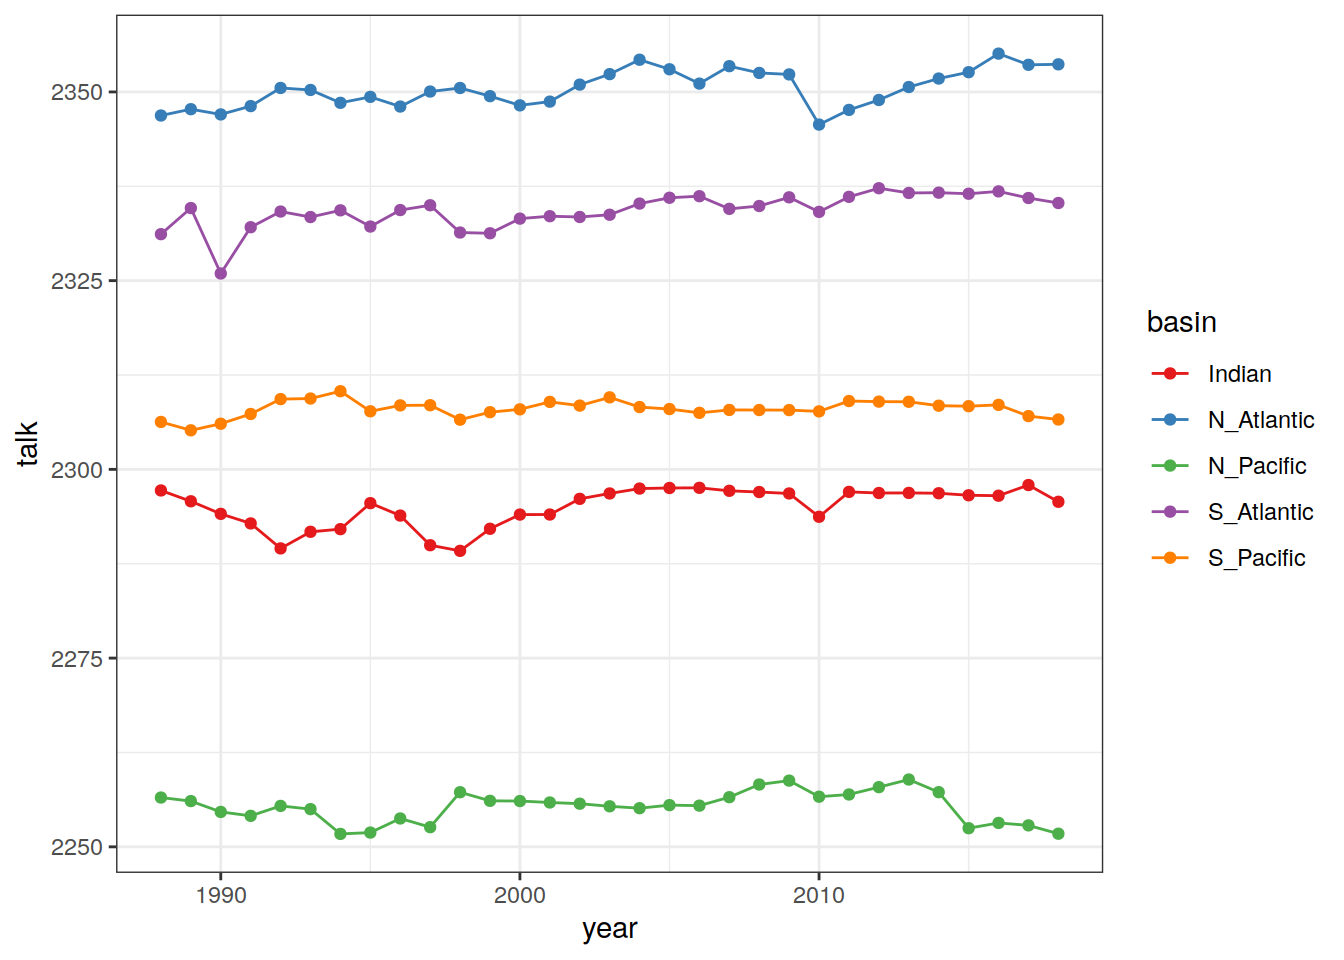 2350
2325
2300
2275
2250
talk
1990
2000
2010
year
basin
Indian
N_Atlantic
N_Pacific
S_Atlantic
S_Pacific